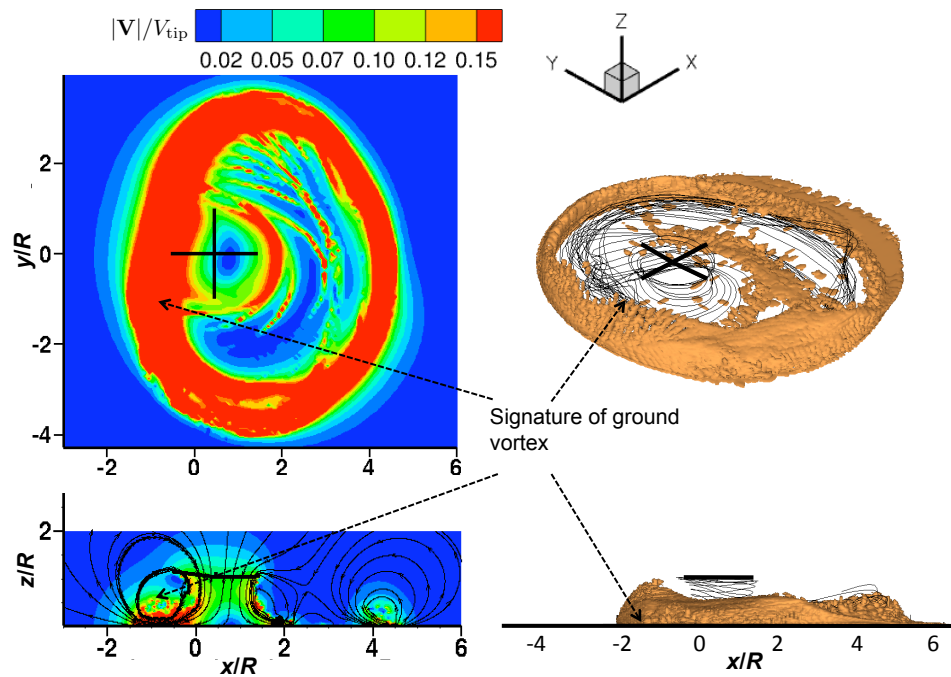 |V|/V_tip
0.02 0.05 0.07 0.10 0.12 0.15
Z
Y X
2
0
-2
-4
y/R
-2 0 2 4 6
Signature of ground
vortex
2
z/R
-2 0 2 4 6
x/R
-4 -2 0 2 4 6
x/R